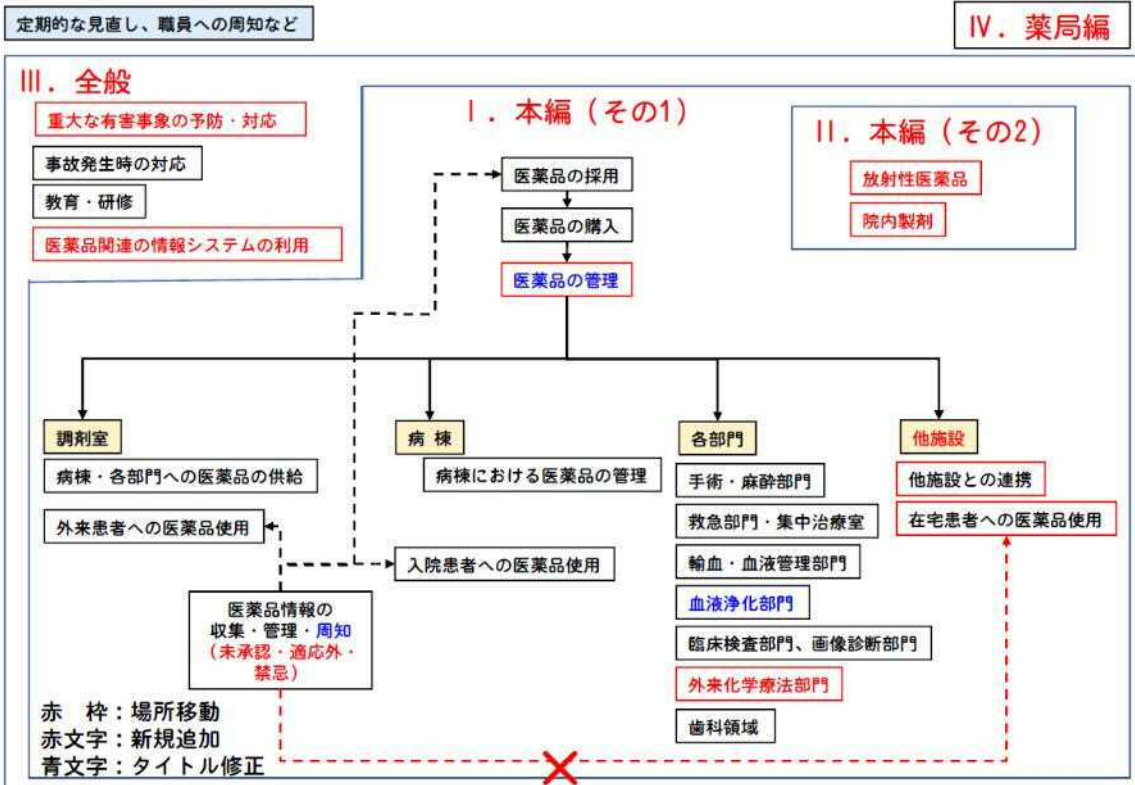 定期的な見直し、職員への周知など
Ⅳ．薬局編
Ⅲ．全般
重大な有害事象の予防・対応
事故発生時の対応
教育・研修
医薬品関連の情報システムの利用
Ⅰ．本編（その1）
Ⅱ．本編（その2）
放射性医薬品
院内製剤
医薬品の採用
医薬品の購入
医薬品の管理
調剤室
病棟・各部門への医薬品の供給
外来患者への医薬品使用
病 棟
病棟における医薬品の管理
入院患者への医薬品使用
各部門
手術・麻酔部門
救急部門・集中治療室
輸血・血液管理部門
血液浄化部門
臨床検査部門、画像診断部門
外来化学療法部門
歯科領域
他施設
他施設との連携
在宅患者への医薬品使用
医薬品情報の
収集・管理・周知
（未承認・適応外・
禁忌）
赤　枠：場所移動
赤文字：新規追加
青文字：タイトル修正